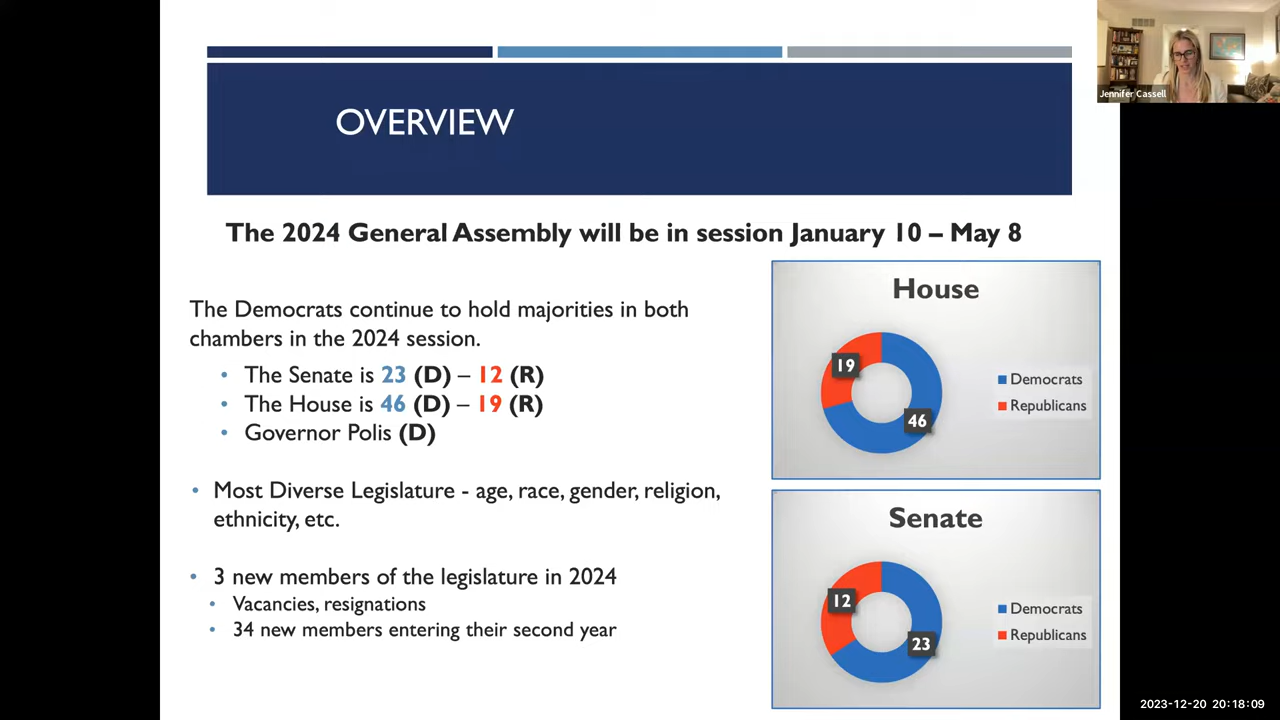 OVERVIEW
Jennifer Cassell
The 2024 General Assembly will be in session January 10 – May 8
The Democrats continue to hold majorities in both
chambers in the 2024 session.
• The Senate is 23 (D) – 12 (R)
• The House is 46 (D) – 19 (R)
• Governor Polis (D)
• Most Diverse Legislature - age, race, gender, religion,
ethnicity, etc.
• 3 new members of the legislature in 2024
• Vacancies, resignations
• 34 new members entering their second year
House
19
46
Democrats
Republicans
Senate
12
23
Democrats
Republicans
2023-12-20 20:18:09